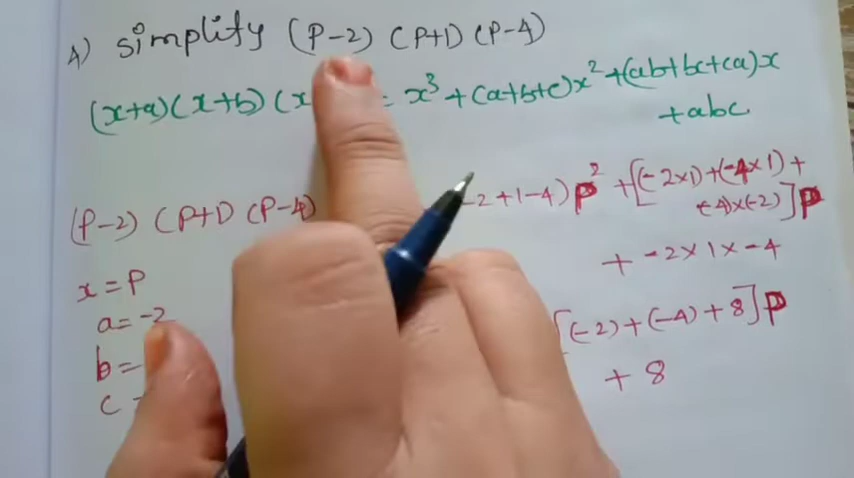 A) simplify (P-2) (P+1) (P-4)
(x+a)(x+b)(x = x³+(a+b+c)x²+(ab+bc+ca)x
+abc
(P-2) (P+1) (P-4) -2+1-4)P²+[(-2×1)+(-4×1)+
(-4)×(-2)]P
+ -2×1×-4
x=P
a=-2
[(-2)+(-4)+8]P
b=
+8
c